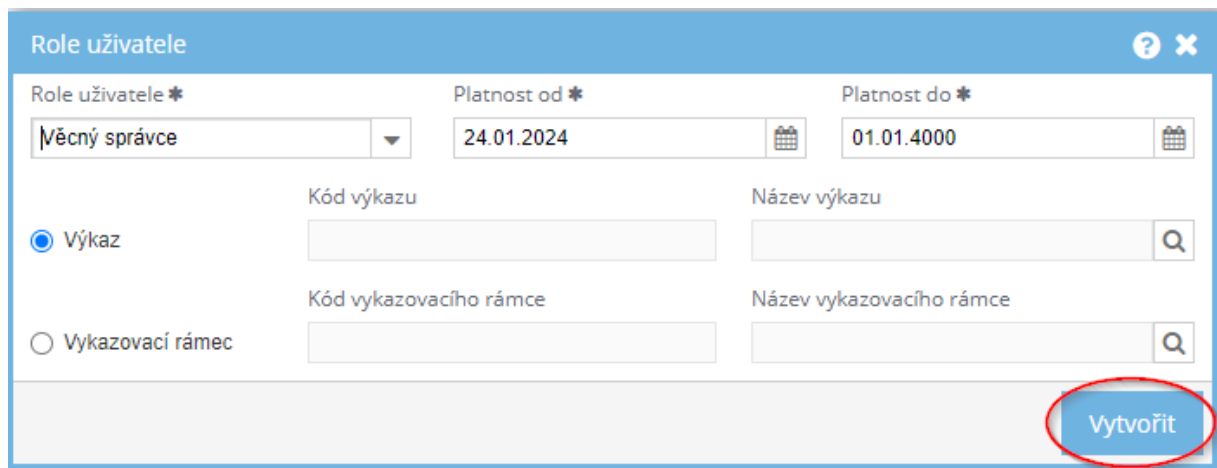 Role uživatele
Role uživatele ✱ Platnost od ✱ Platnost do ✱
Věcný správce 24.01.2024 01.01.4000
Kód výkazu Název výkazu
Výkaz
Kód vykazovacího rámce Název vykazovacího rámce
Vykazovací rámec
Vytvořit